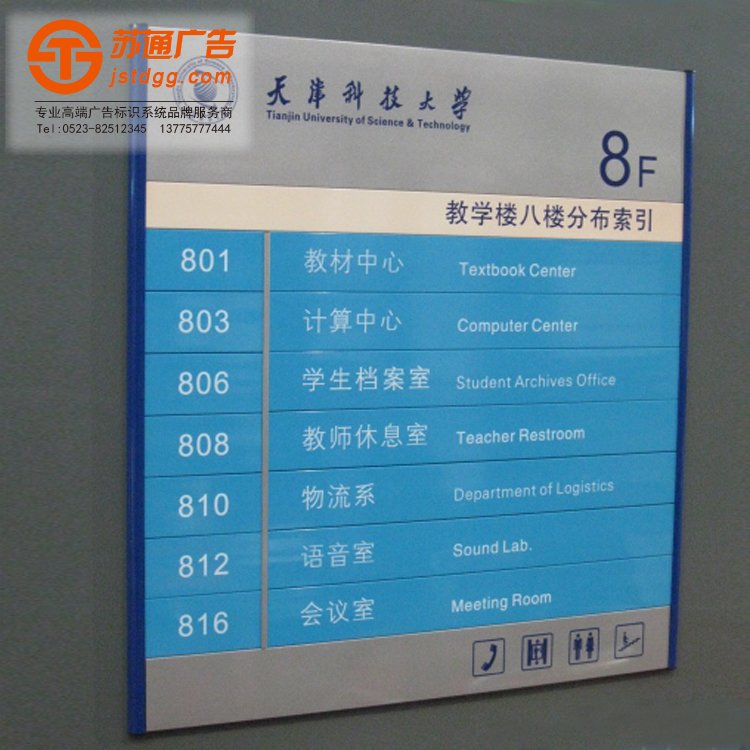 苏通广告
jstdgg.com
专业高端广告标识系统品牌服务商
Tel:0523-82512345 13775777444
天津科技大学
Tianjin University of Science & Technology
8F
教学楼八楼分布索引
801 教材中心 Textbook Center
803 计算中心 Computer Center
806 学生档案室 Student Archives Office
808 教师休息室 Teacher Restroom
810 物流系 Department of Logistics
812 语音室 Sound Lab.
816 会议室 Meeting Room